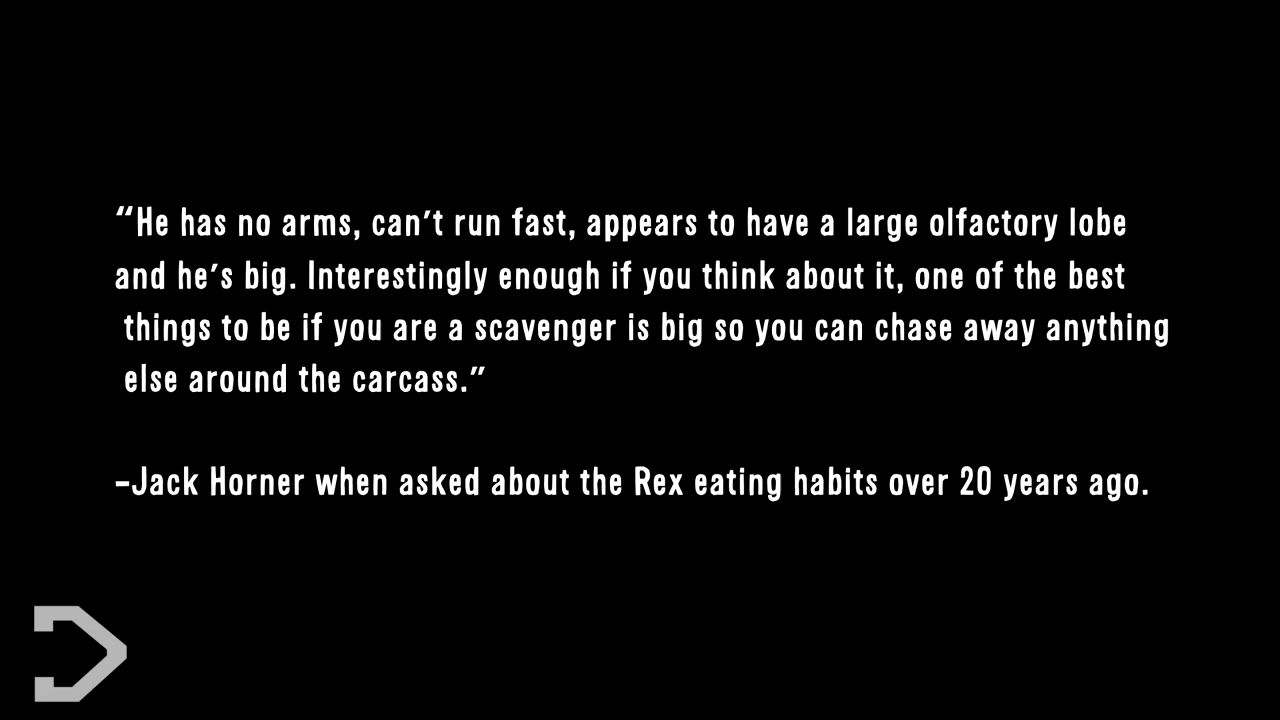 “He has no arms, can’t run fast, appears to have a large olfactory lobe
and he’s big. Interestingly enough if you think about it, one of the best
things to be if you are a scavenger is big so you can chase away anything
else around the carcass.”
–Jack Horner when asked about the Rex eating habits over 20 years ago.